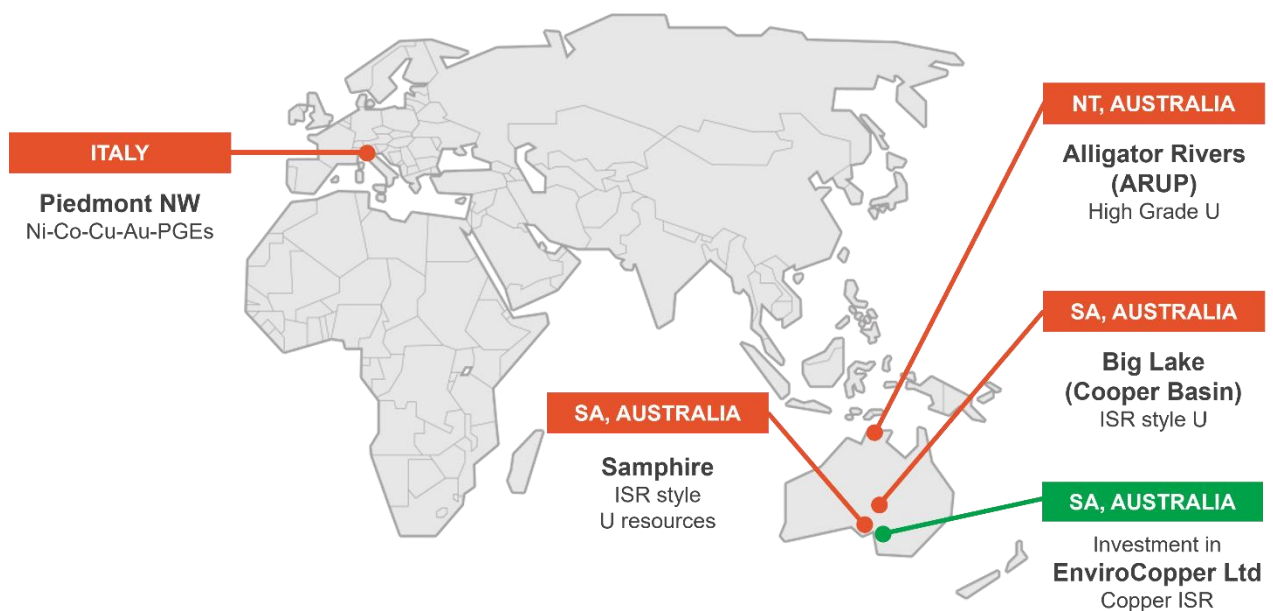 ITALY
Piedmont NW
Ni-Co-Cu-Au-PGEs
NT, AUSTRALIA
Alligator Rivers
(ARUP)
High Grade U
SA, AUSTRALIA
Big Lake
(Cooper Basin)
ISR style U
SA, AUSTRALIA
Samphire
ISR style
U resources
SA, AUSTRALIA
Investment in
EnviroCopper Ltd
Copper ISR